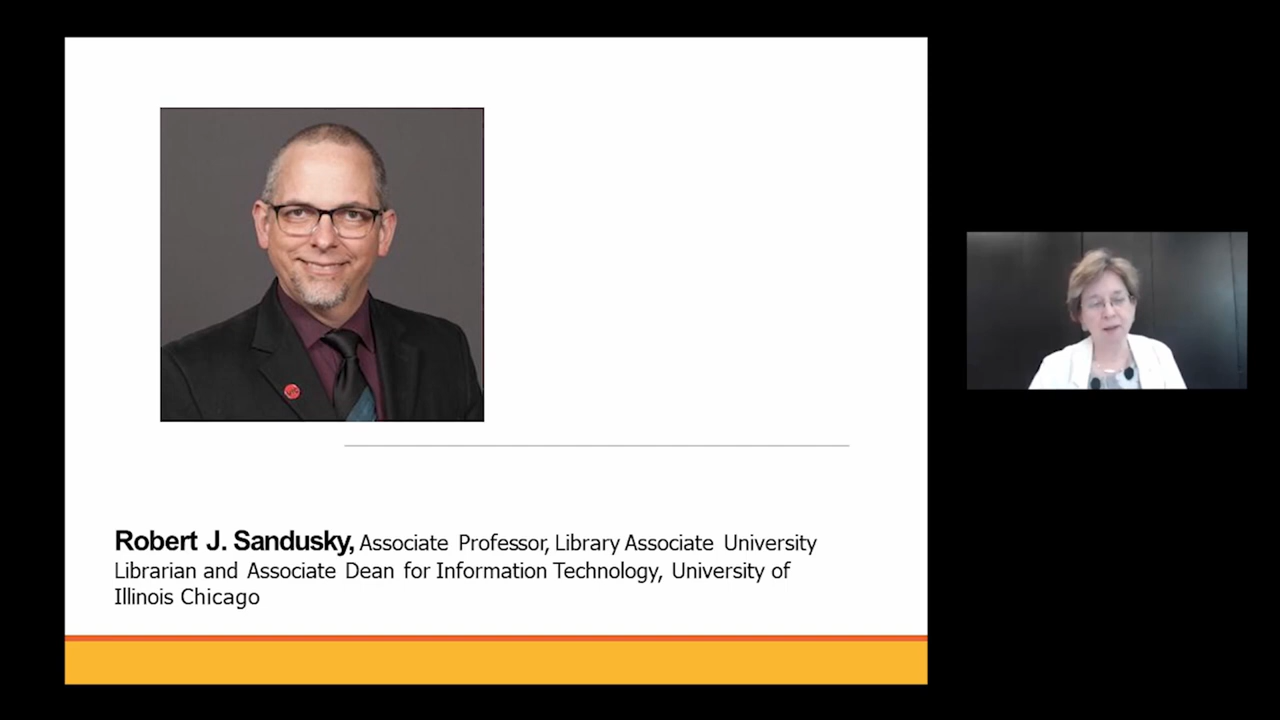 Robert J. Sandusky, Associate Professor, Library Associate University
Librarian and Associate Dean for Information Technology, University of
Illinois Chicago